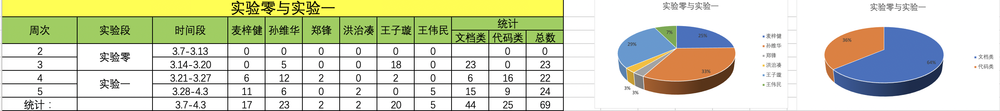 实验零与实验一
周次 实验段 时间段 麦梓健 孙维华 郑锋 洪治凑 王子璇 王伟民 统计
文档类 代码类 总数
2 实验零 3.7-3.13 0 0 0 0 0 0 0 0
3 3.14-3.20 0 5 0 0 18 0 23 0 23
4 实验一 3.21-3.27 6 12 2 0 2 0 6 16 22
5 3.28-4.3 11 6 0 2 0 5 15 9 24
统计： 3.7-4.3 17 23 2 2 20 5 44 25 69
实验零与实验一
7%
25%
29%
33%
3%
3%
麦梓健
孙维华
郑锋
洪治凑
王子璇
王伟民
实验零与实验一
36%
64%
文档类
代码类